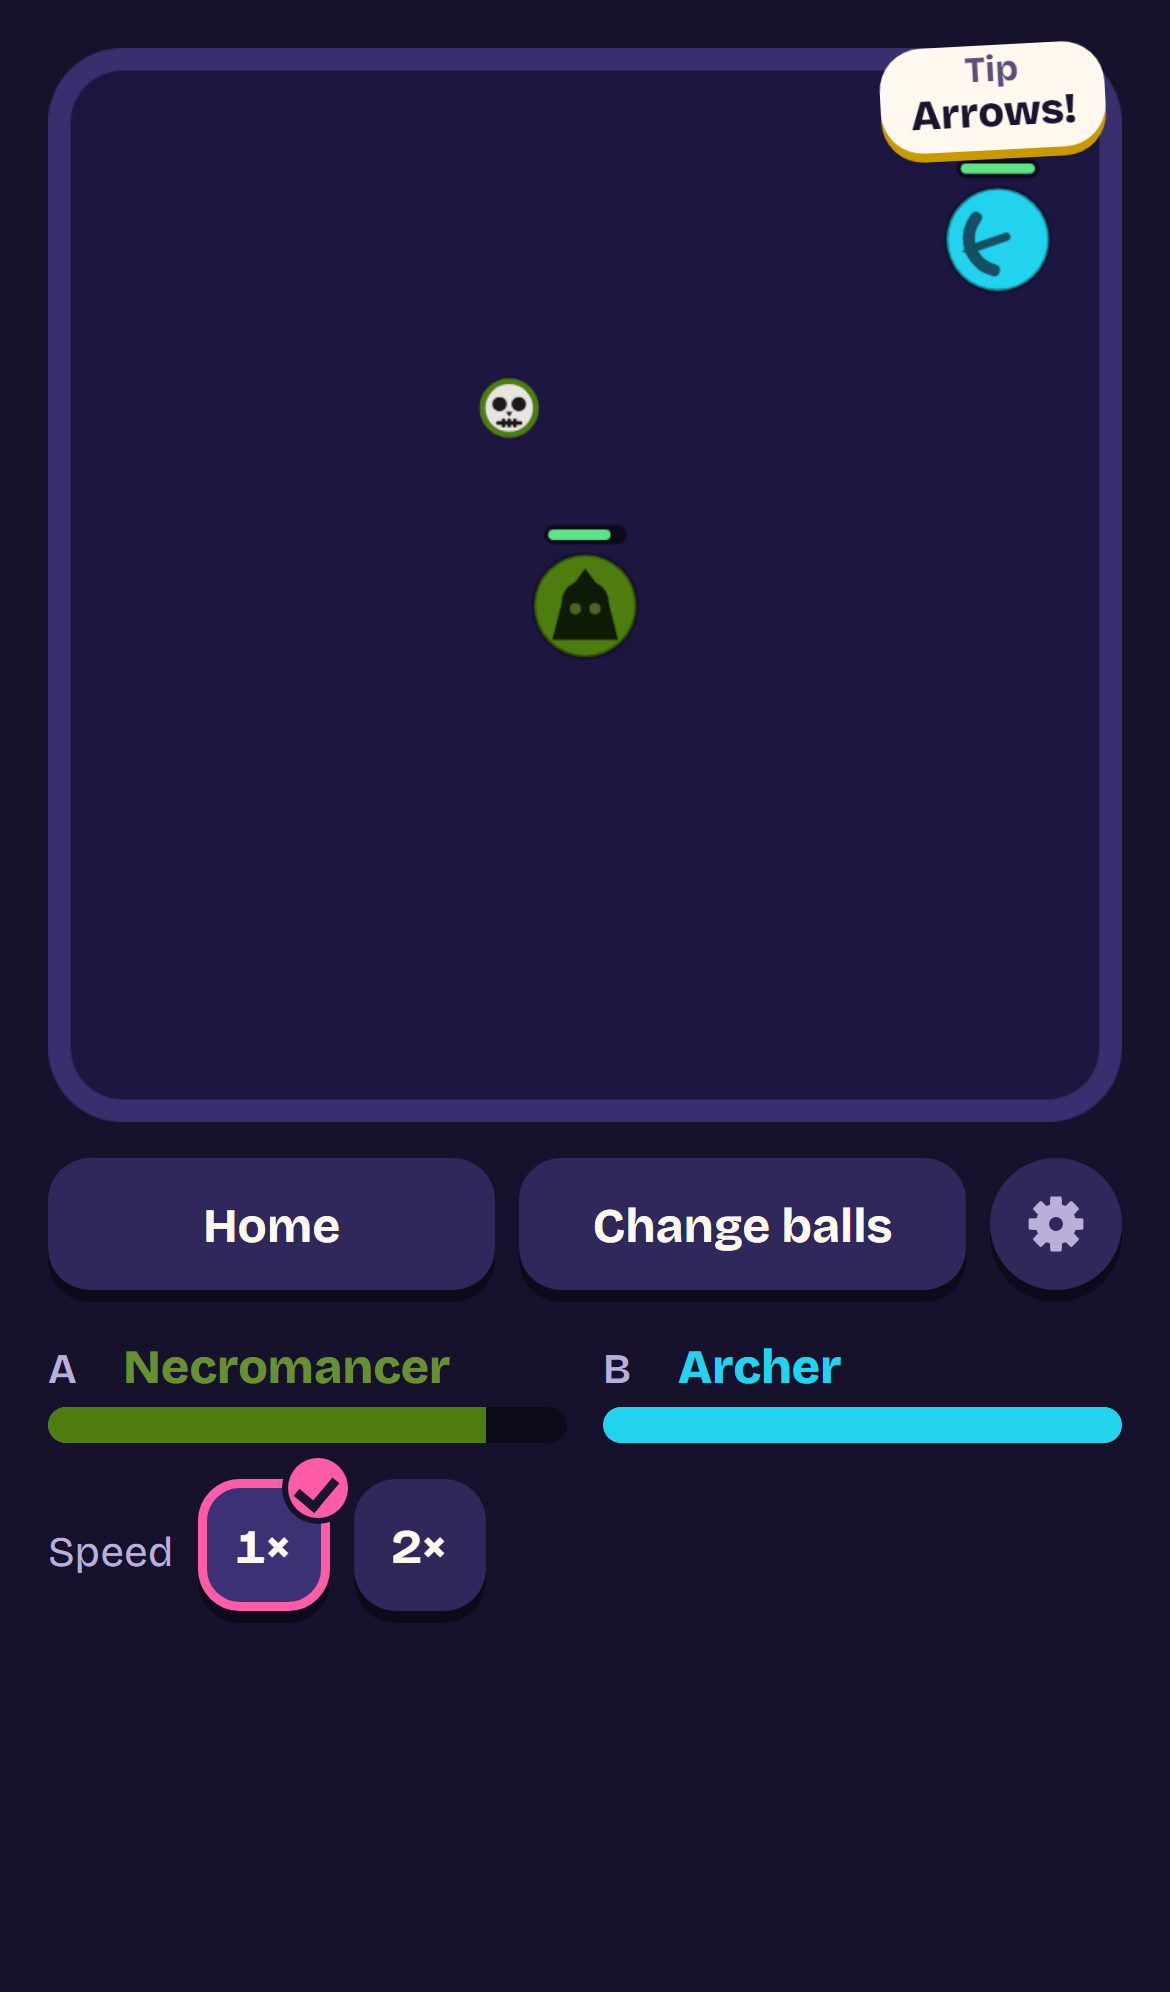 Tip
Arrows!
Home
Change balls
A Necromancer
B Archer
Speed
1×
2×